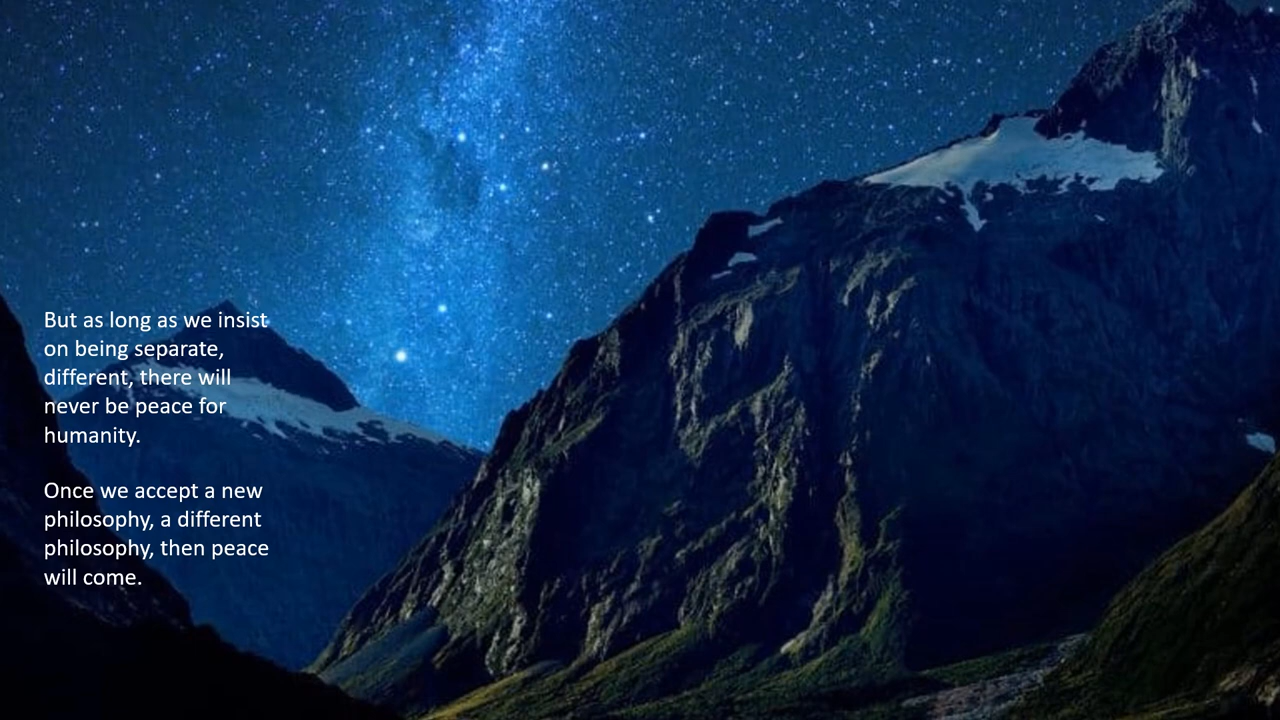 But as long as we insist
on being separate,
different, there will
never be peace for
humanity.
Once we accept a new
philosophy, a different
philosophy, then peace
will come.